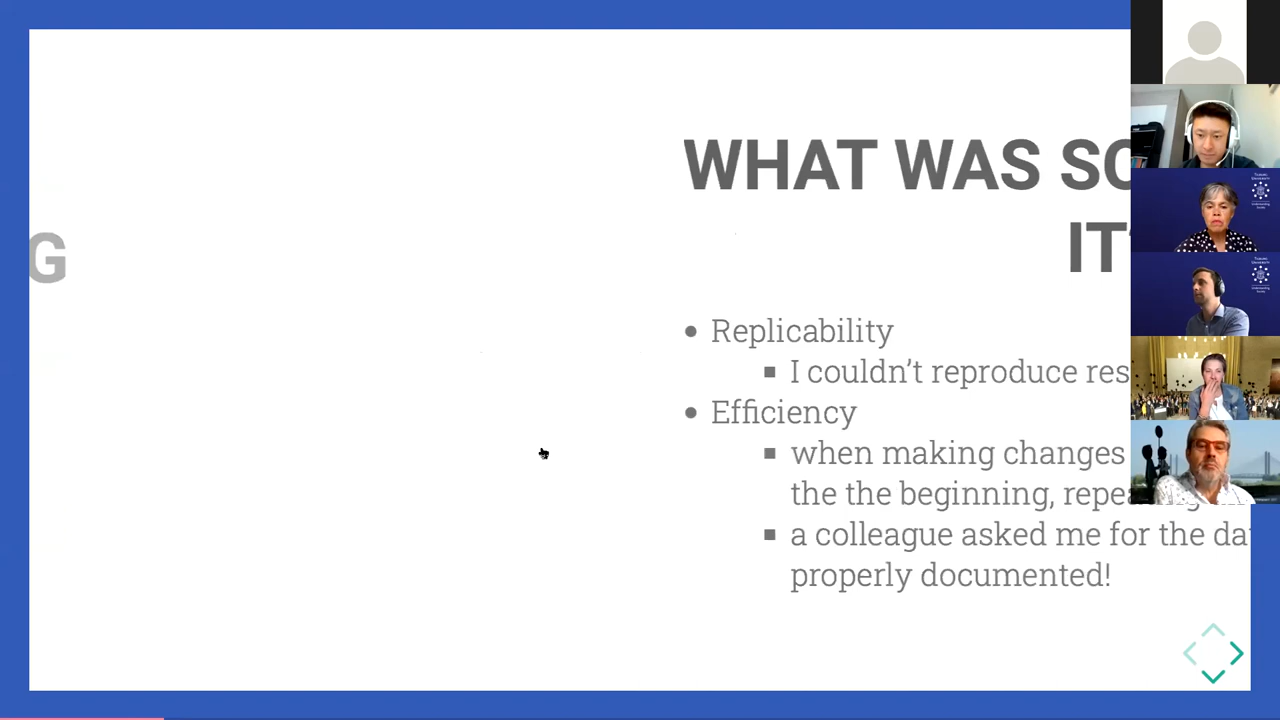 WHAT WAS SO
G
IT'
Replicability
I couldn't reproduce res
Efficiency
when making changes
the the beginning, repea
a colleague asked me for the da
properly documented!